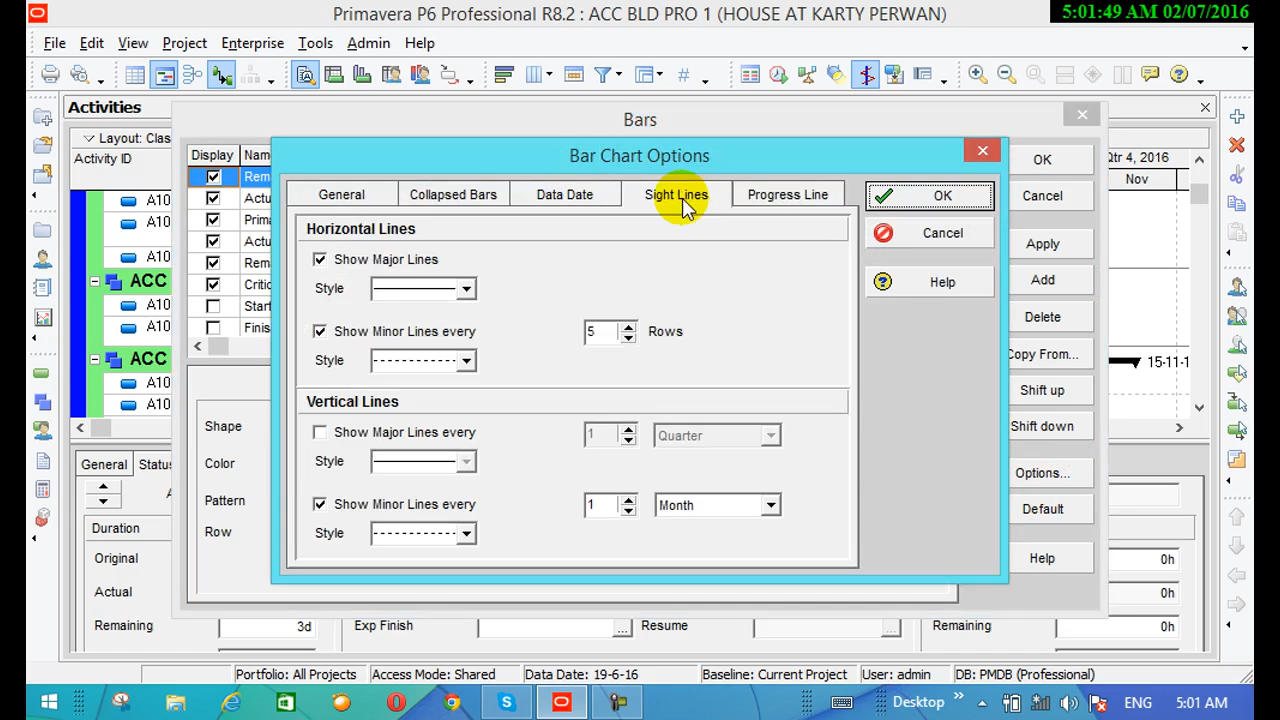 Primavera P6 Professional R8.2 : ACC BLD PRO 1 (HOUSE AT KARTY PERWAN)
5:01:49 AM 02/07/2016
File Edit View Project Enterprise Tools Admin Help
Activities
Bars
Layout: Clas
Activity ID
Display Name
Bar Chart Options
OK
Qtr 4, 2016
Nov
General Collapsed Bars Data Date Sight Lines Progress Line
OK
Cancel
Help
Horizontal Lines
Show Major Lines
Style
Show Minor Lines every 5 Rows
Style
Vertical Lines
Show Major Lines every 1 Quarter
Style
Show Minor Lines every 1 Month
Style
Rem
Actu
Prima
Actu
Rem
Critic
Start
Finis
A10
A10
ACC
A10
A10
ACC
A10
A10
Cancel
Apply
Add
Delete
Copy From...
Shift up
Shift down
Options...
Default
Help
15-11-1
Shape
Color
Pattern
Row
General Status
Duration
Original 0h
Actual 0h
Remaining 3d Exp Finish ... Resume ... Remaining 0h
Portfolio: All Projects Access Mode: Shared Data Date: 19-6-16 Baseline: Current Project User: admin DB: PMDB (Professional)
Desktop ENG 5:01 AM